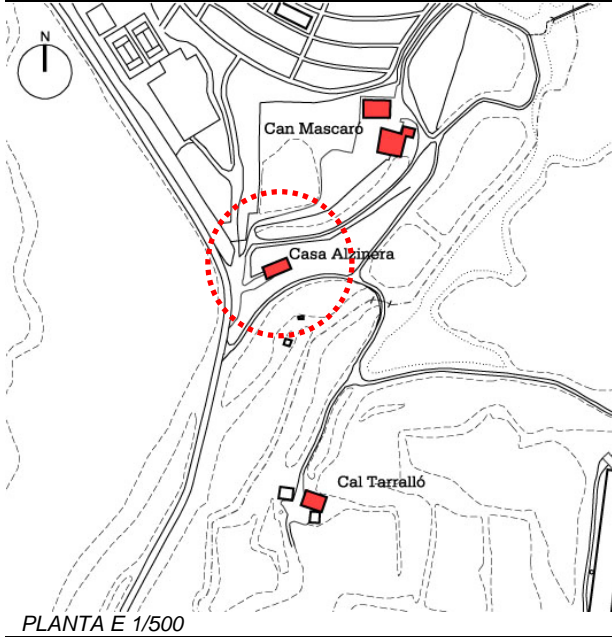 N
Can Mascaró
Casa Alzinera
Cal Tarralló
PLANTA E 1/500